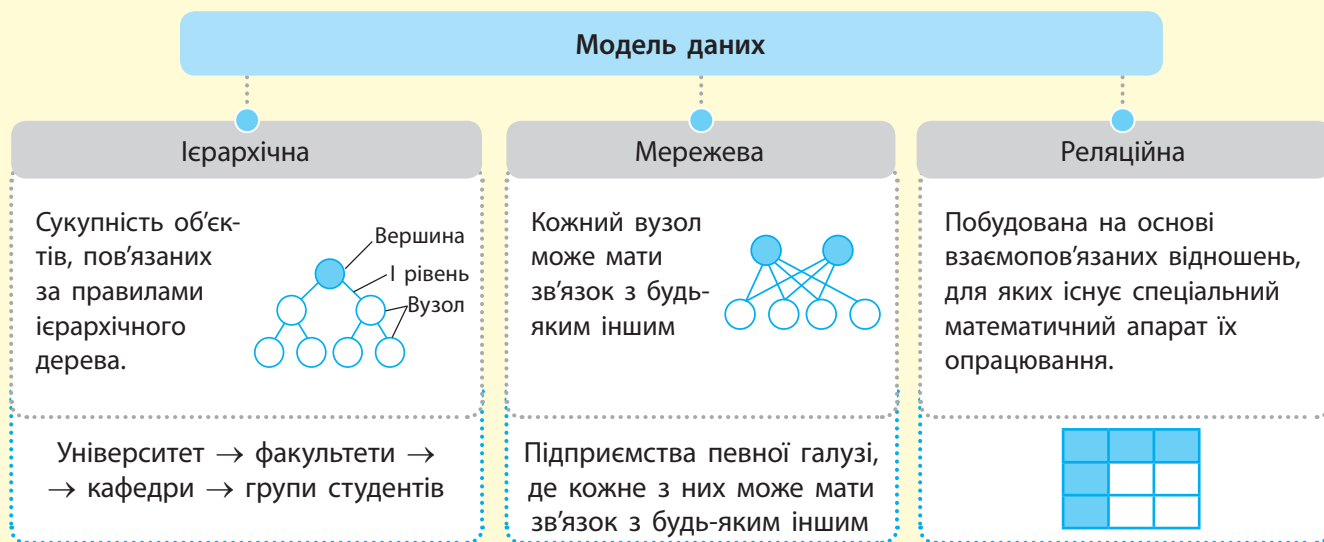 Модель даних
Ієрархічна
Сукупність об'єк-
тів, пов'язаних
за правилами
ієрархічного
дерева.
Вершина
І рівень
Вузол
Університет → факультети →
→ кафедри → групи студентів
Мережева
Кожний вузол
може мати
зв'язок з будь-
яким іншим
Підприємства певної галузі,
де кожне з них може мати
зв'язок з будь-яким іншим
Реляційна
Побудована на основі
взаємопов'язаних відношень,
для яких існує спеціальний
математичний апарат їх
опрацювання.